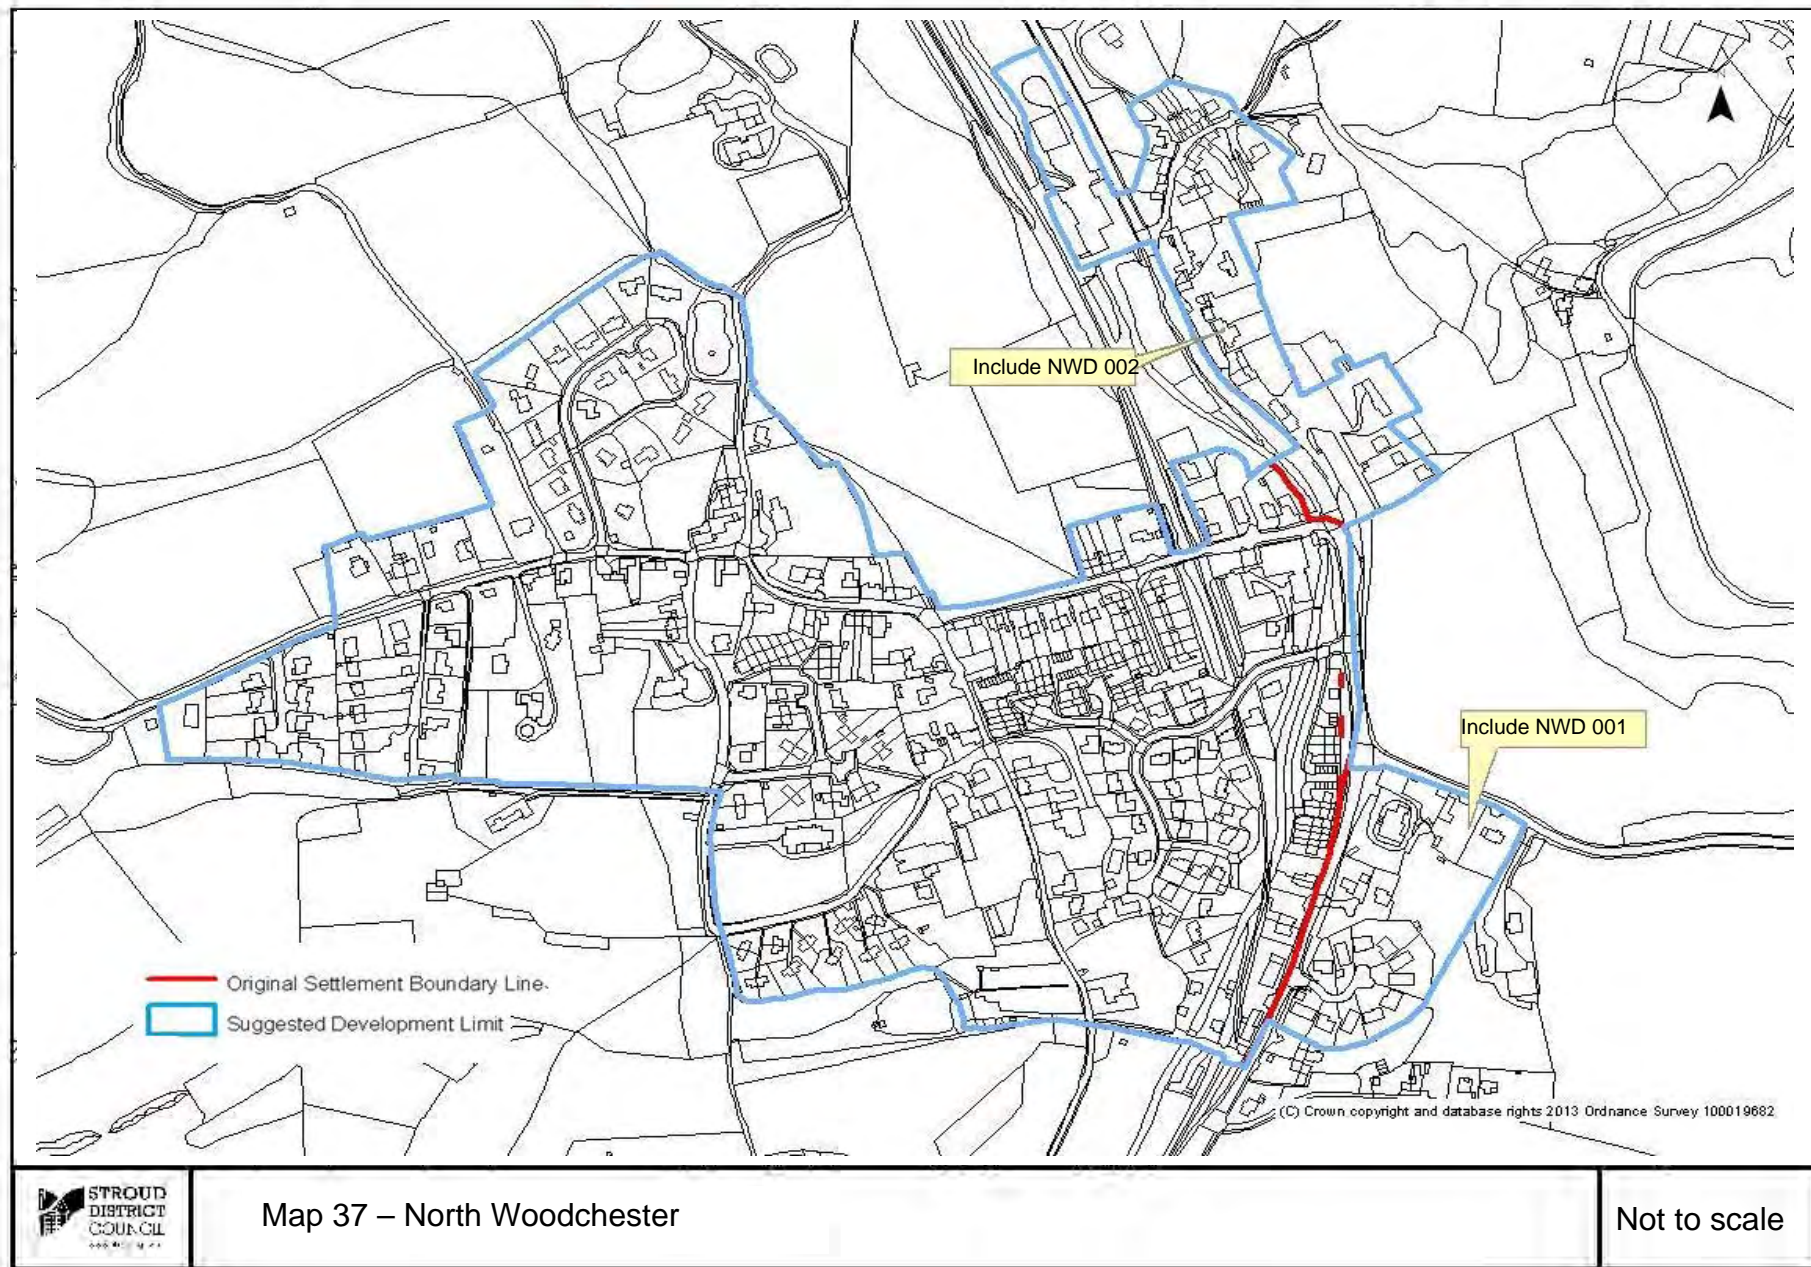 Include NWD 002
Include NWD 001
Original Settlement Boundary Line.
Suggested Development Limit
(C) Crown copyright and database rights 2013 Ordnance Survey 100019682
STROUD
DISTRICT
COUNCIL
Map 37 – North Woodchester
Not to scale